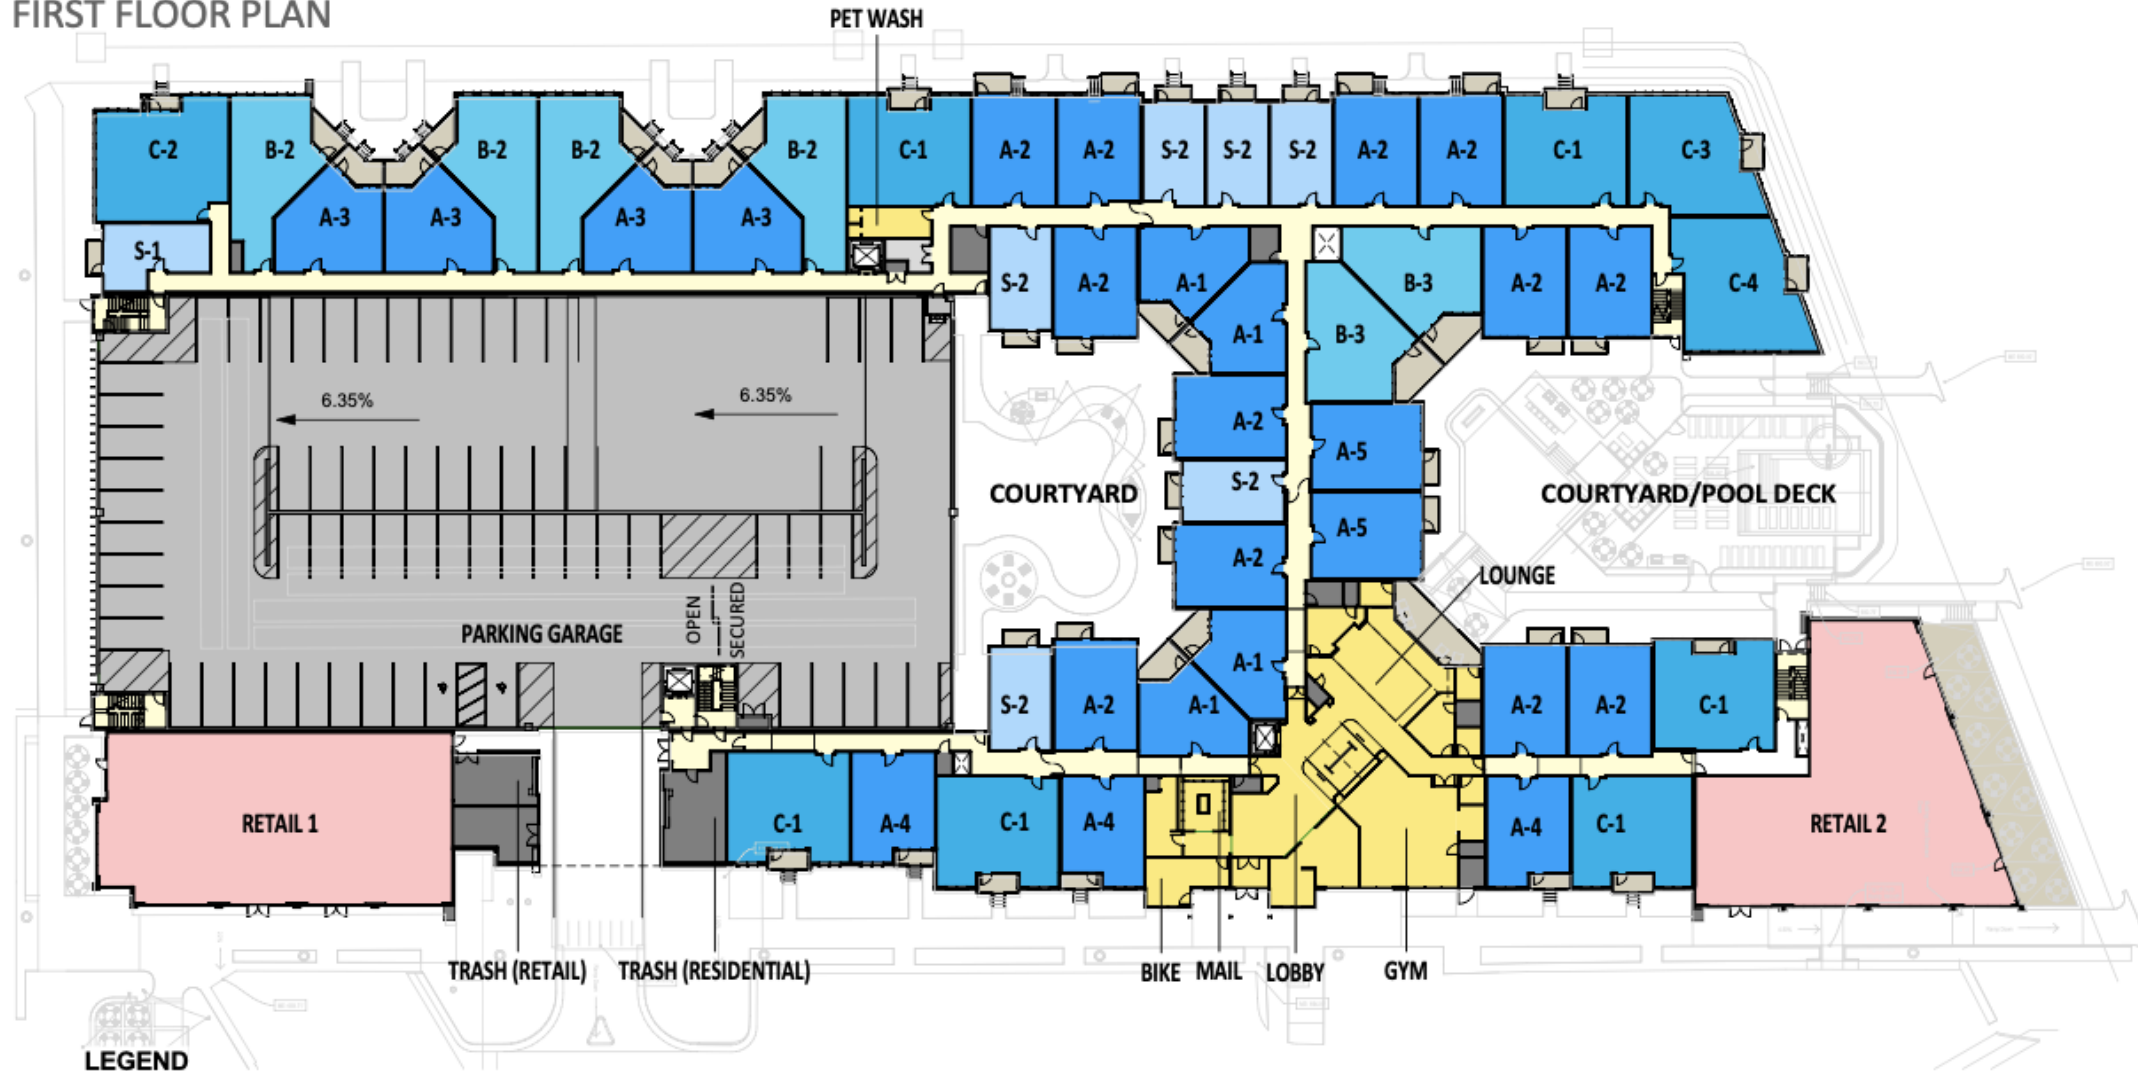 FIRST FLOOR PLAN
PET WASH
C-2
B-2
B-2
B-2
B-2
C-1
A-2
A-2
S-2
S-2
S-2
A-2
A-2
C-1
C-3
A-3
A-3
A-3
A-3
S-1
S-2
A-2
A-1
B-3
A-2
A-2
C-4
A-1
B-3
6.35%
6.35%
A-2
A-5
S-2
COURTYARD
COURTYARD/POOL DECK
A-5
A-2
LOUNGE
OPEN
SECURED
PARKING GARAGE
A-1
S-2
A-2
A-1
A-2
A-2
C-1
RETAIL 1
C-1
A-4
C-1
A-4
A-4
C-1
RETAIL 2
TRASH (RETAIL)
TRASH (RESIDENTIAL)
BIKE
MAIL
LOBBY
GYM
LEGEND